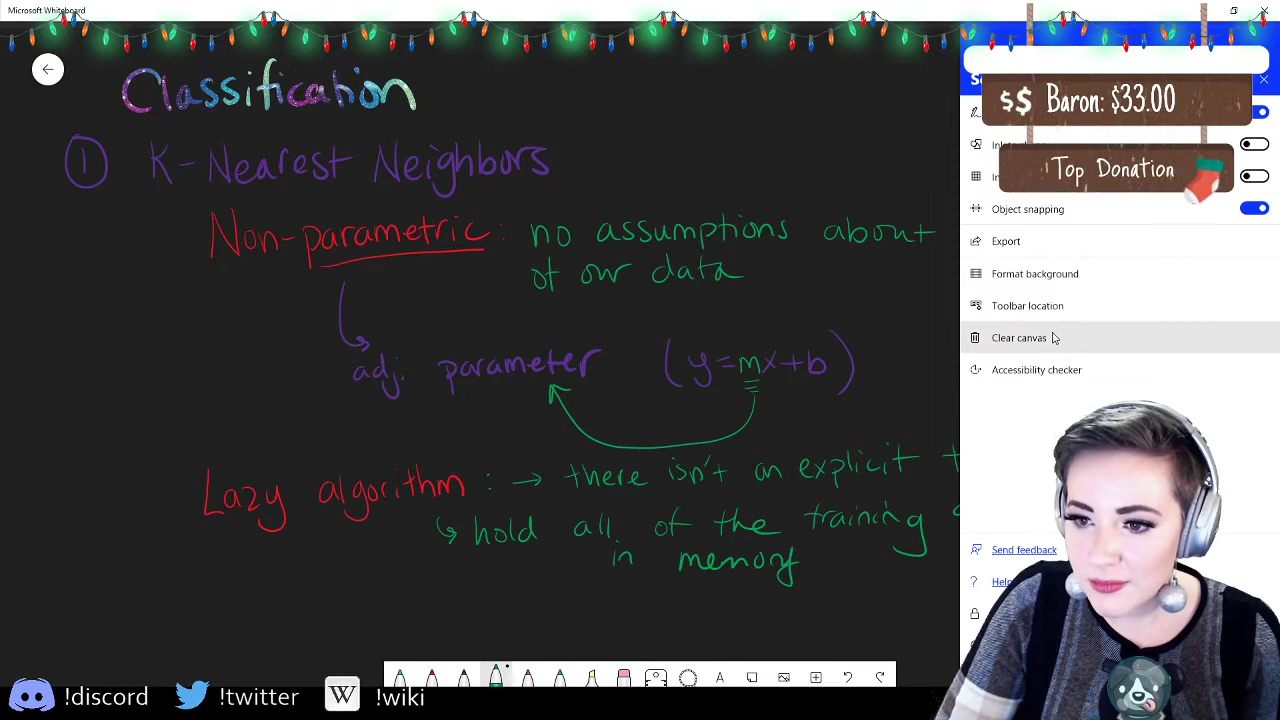 Microsoft Whiteboard
Classification
① K-Nearest Neighbors
Non-parametric: no assumptions about
of our data
adj. parameter (y=mx+b)
Lazy algorithm: → there isn't an explicit
hold all of the training
in memory
$$ Baron: $33.00
Top Donation
Object snapping
Export
Format background
Toolbar location
Clear canvas
Accessibility checker
Send feedback
Help
!discord
!twitter
W !wiki